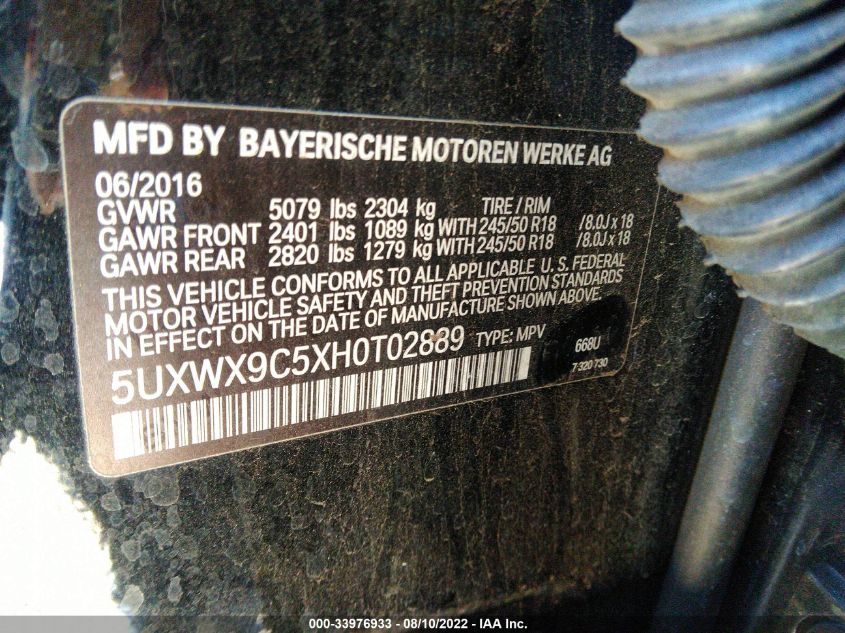 MFD BY BAYERISCHE MOTOREN WERKE AG
06/2016
GVWR 5079 lbs 2304 kg TIRE / RIM
GAWR FRONT 2401 lbs 1089 kg WITH 245/50 R18 /8.0J x 18
GAWR REAR 2820 lbs 1279 kg WITH 245/50 R18 /8.0J x 18
THIS VEHICLE CONFORMS TO ALL APPLICABLE U. S. FEDERAL
MOTOR VEHICLE SAFETY AND THEFT PREVENTION STANDARDS
IN EFFECT ON THE DATE OF MANUFACTURE SHOWN ABOVE.
5UXWX9C5XH0T02889 TYPE: MPV 668U
7 320 730
000-33976933 - 08/10/2022 - IAA Inc.